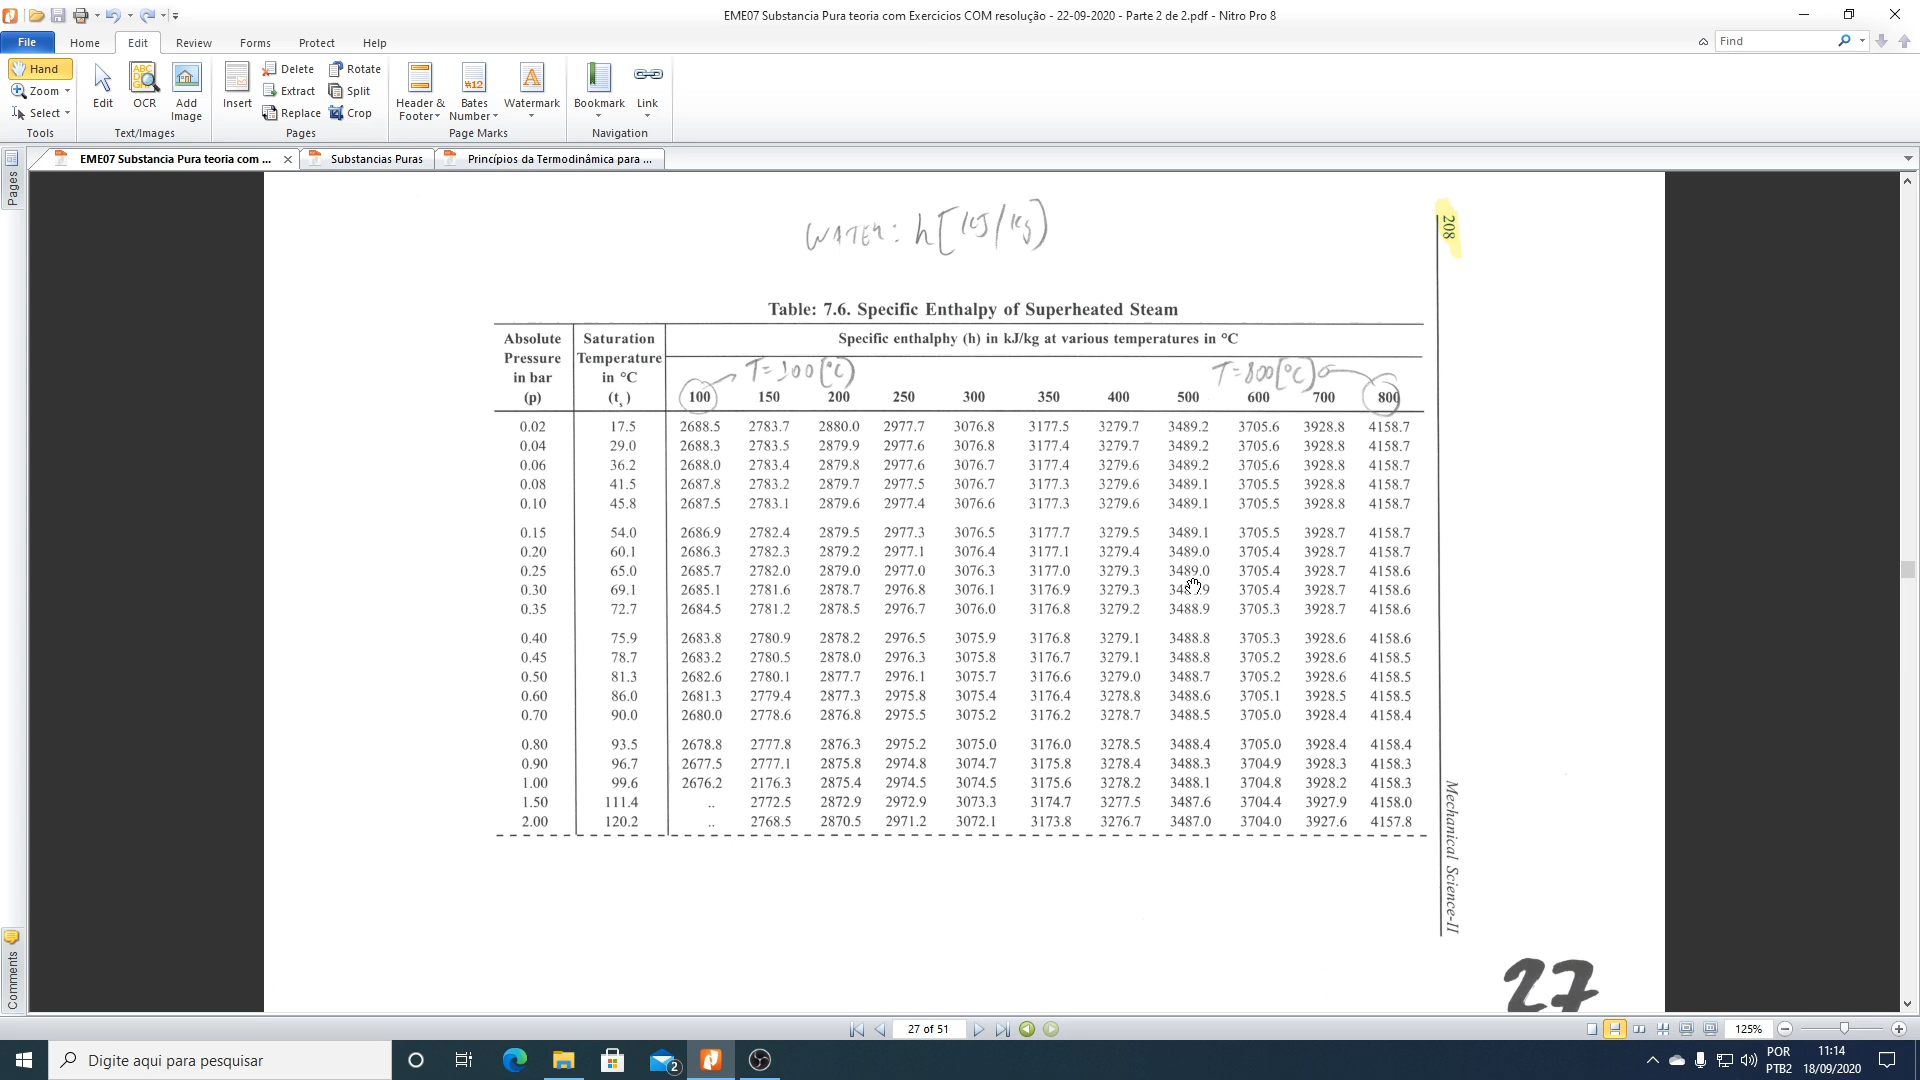 EME07 Substancia Pura teoria com Exercicios COM resolução - 22-09-2020 - Parte 2 de 2.pdf - Nitro Pro 8
File Home Edit Review Forms Protect Help Find
Hand Zoom Select Tools
Edit OCR Add Image Text/Images
Insert Delete Extract Replace Rotate Split Crop Pages
Header & Footer Bates Number Watermark Page Marks
Bookmark Link Navigation
EME07 Substancia Pura teoria com ... Substancias Puras Princípios da Termodinâmica para ...
Pages
Comments
WATER: h[kJ/kg]
208
Table: 7.6. Specific Enthalpy of Superheated Steam
Absolute Pressure in bar (p) Saturation Temperature in °C (ts) Specific enthalphy (h) in kJ/kg at various temperatures in °C
T=100[°C] T=800[°C]
100 150 200 250 300 350 400 500 600 700 800
0.02 17.5 2688.5 2783.7 2880.0 2977.7 3076.8 3177.5 3279.7 3489.2 3705.6 3928.8 4158.7
0.04 29.0 2688.3 2783.5 2879.9 2977.6 3076.8 3177.4 3279.7 3489.2 3705.6 3928.8 4158.7
0.06 36.2 2688.0 2783.4 2879.8 2977.6 3076.7 3177.4 3279.6 3489.2 3705.6 3928.8 4158.7
0.08 41.5 2687.8 2783.2 2879.7 2977.5 3076.7 3177.3 3279.6 3489.1 3705.5 3928.8 4158.7
0.10 45.8 2687.5 2783.1 2879.6 2977.4 3076.6 3177.3 3279.6 3489.1 3705.5 3928.8 4158.7
0.15 54.0 2686.9 2782.4 2879.5 2977.3 3076.5 3177.7 3279.5 3489.1 3705.5 3928.7 4158.7
0.20 60.1 2686.3 2782.3 2879.2 2977.1 3076.4 3177.1 3279.4 3489.0 3705.4 3928.7 4158.7
0.25 65.0 2685.7 2782.0 2879.0 2977.0 3076.3 3177.0 3279.3 3489.0 3705.4 3928.7 4158.6
0.30 69.1 2685.1 2781.6 2878.7 2976.8 3076.1 3176.9 3279.3 3705.4 3928.7 4158.6
0.35 72.7 2684.5 2781.2 2878.5 2976.7 3076.0 3176.8 3279.2 3488.9 3705.3 3928.7 4158.6
0.40 75.9 2683.8 2780.9 2878.2 2976.5 3075.9 3176.8 3279.1 3488.8 3705.3 3928.6 4158.6
0.45 78.7 2683.2 2780.5 2878.0 2976.3 3075.8 3176.7 3279.1 3488.8 3705.2 3928.6 4158.5
0.50 81.3 2682.6 2780.1 2877.7 2976.1 3075.7 3176.6 3279.0 3488.7 3705.2 3928.6 4158.5
0.60 86.0 2681.3 2779.4 2877.3 2975.8 3075.4 3176.4 3278.8 3488.6 3705.1 3928.5 4158.5
0.70 90.0 2680.0 2778.6 2876.8 2975.5 3075.2 3176.2 3278.7 3488.5 3705.0 3928.4 4158.4
0.80 93.5 2678.8 2777.8 2876.3 2975.2 3075.0 3176.0 3278.5 3488.4 3705.0 3928.4 4158.4
0.90 96.7 2677.5 2777.1 2875.8 2974.8 3074.7 3175.8 3278.4 3488.3 3704.9 3928.3 4158.3
1.00 99.6 2676.2 2176.3 2875.4 2974.5 3074.5 3175.6 3278.2 3488.1 3704.8 3928.2 4158.3
1.50 111.4 .. 2772.5 2872.9 2972.9 3073.3 3174.7 3277.5 3487.6 3704.4 3927.9 4158.0
2.00 120.2 .. 2768.5 2870.5 2971.2 3072.1 3173.8 3276.7 3487.0 3704.0 3927.6 4157.8
Mechanical Science-II
27
27 of 51 125%
Digite aqui para pesquisar 2 POR PTB2 11:14 18/09/2020